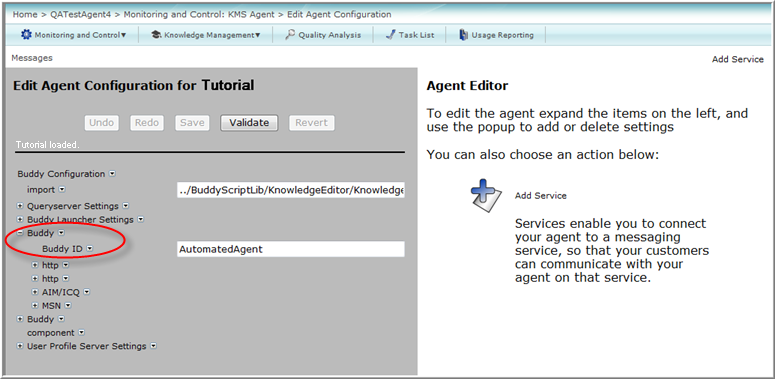 Home > QATestAgent4 > Monitoring and Control: KMS Agent > Edit Agent Configuration
Monitoring and Control Knowledge Management Quality Analysis Task List Usage Reporting
Messages
Add Service
Edit Agent Configuration for Tutorial
Undo Redo Save Validate Revert
Tutorial loaded.
Buddy Configuration
import ../BuddyScriptLib/KnowledgeEditor/Knowledge
Queryserver Settings
Buddy Launcher Settings
Buddy
Buddy ID AutomatedAgent
http
http
AIM/ICQ
MSN
Buddy
component
User Profile Server Settings
Agent Editor
To edit the agent expand the items on the left, and
use the popup to add or delete settings
You can also choose an action below:
Add Service
Services enable you to connect
your agent to a messaging
service, so that your customers
can communicate with your
agent on that service.